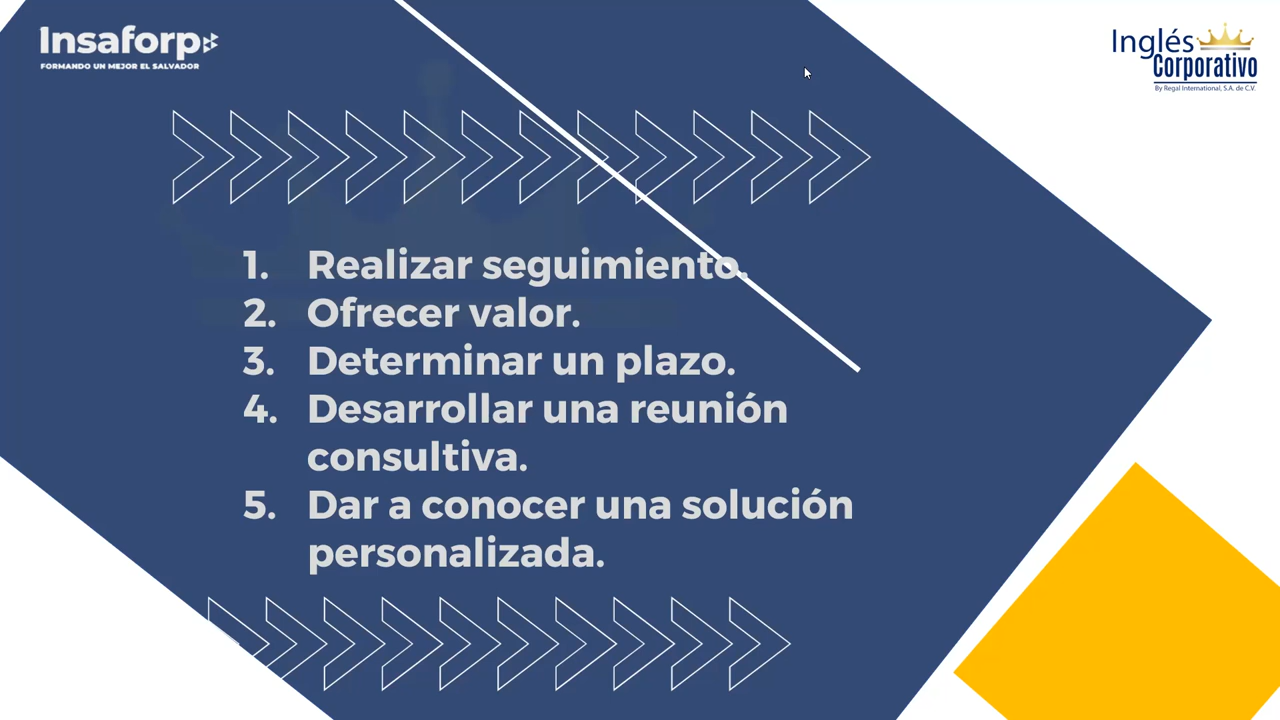 Insaforp
FORMANDO UN MEJOR EL SALVADOR
Inglés
Corporativo
By Regal International, S.A. de C.V.
1. Realizar seguimiento.
2. Ofrecer valor.
3. Determinar un plazo.
4. Desarrollar una reunión
consultiva.
5. Dar a conocer una solución
personalizada.